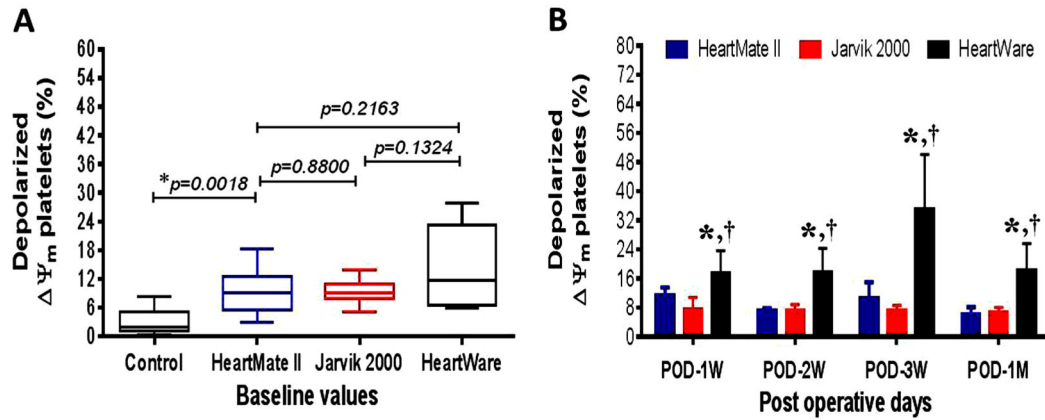 A
Depolarized
ΔΨm platelets (%)
60
54
48
42
36
30
24
18
12
6
0
p=0.2163
p=0.1324
p=0.8800
*p=0.0018
Control HeartMate II Jarvik 2000 HeartWare
Baseline values
B
HeartMate II Jarvik 2000 HeartWare
Depolarized
ΔΨm platelets (%)
80
72
64
56
48
40
32
24
16
8
0
*,†
*,†
*,†
*,†
POD-1W POD-2W POD-3W POD-1M
Post operative days